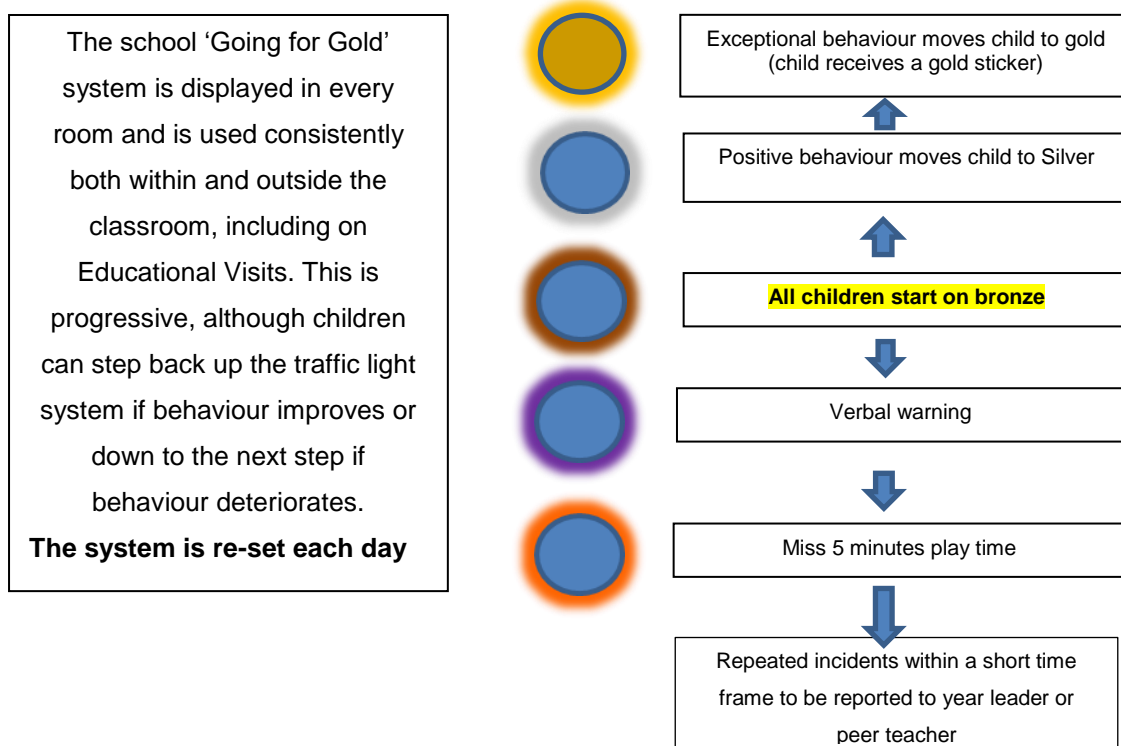 The school ‘Going for Gold’
system is displayed in every
room and is used consistently
both within and outside the
classroom, including on
Educational Visits. This is
progressive, although children
can step back up the traffic light
system if behaviour improves or
down to the next step if
behaviour deteriorates.
The system is re-set each day
Exceptional behaviour moves child to gold
(child receives a gold sticker)
Positive behaviour moves child to Silver
All children start on bronze
Verbal warning
Miss 5 minutes play time
Repeated incidents within a short time
frame to be reported to year leader or
peer teacher